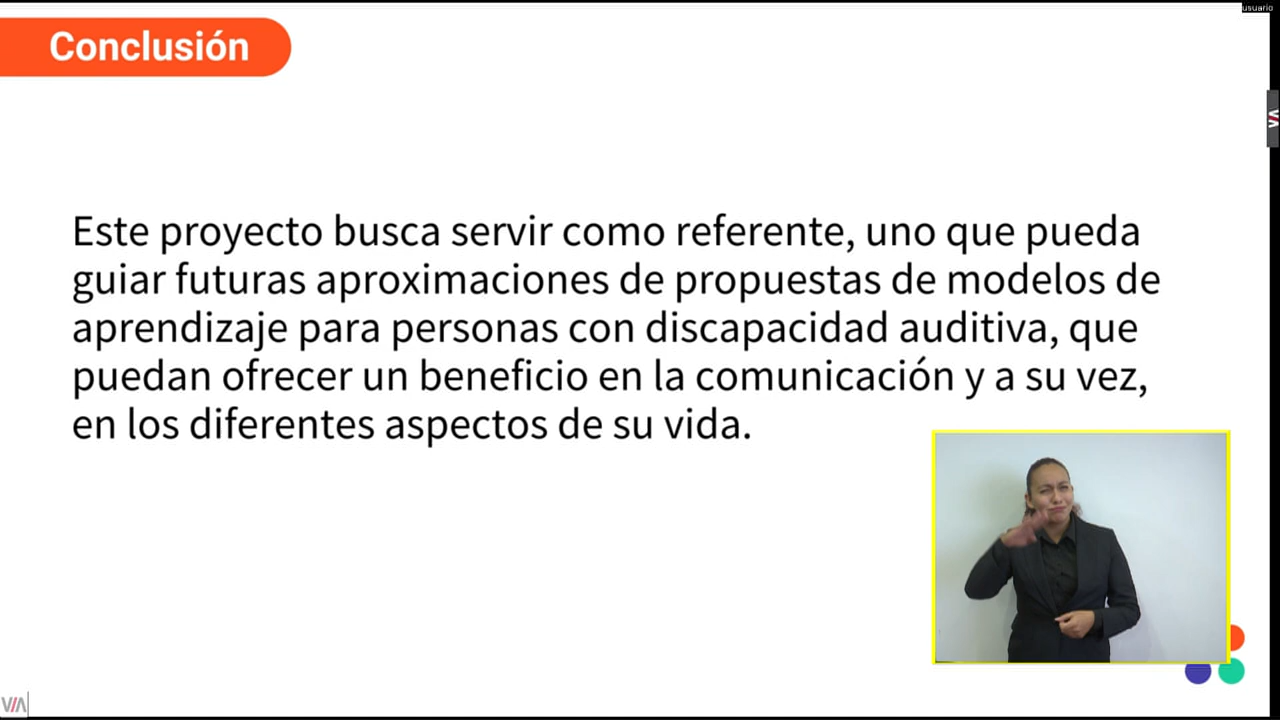 usuario
Conclusión
Este proyecto busca servir como referente, uno que pueda
guiar futuras aproximaciones de propuestas de modelos de
aprendizaje para personas con discapacidad auditiva, que
puedan ofrecer un beneficio en la comunicación y a su vez,
en los diferentes aspectos de su vida.
VIA